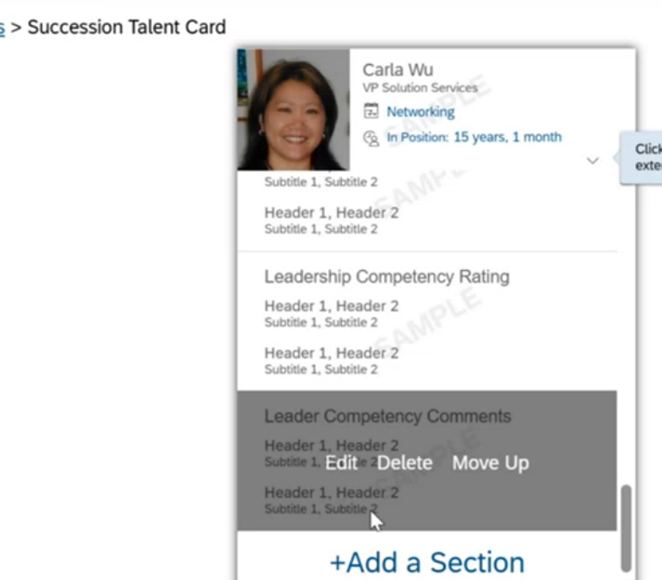 s > Succession Talent Card
Carla Wu
VP Solution Services
Networking
In Position: 15 years, 1 month
Click
exte
Subtitle 1, Subtitle 2
Header 1, Header 2
Subtitle 1, Subtitle 2
Leadership Competency Rating
Header 1, Header 2
Subtitle 1, Subtitle 2
Header 1, Header 2
Subtitle 1, Subtitle 2
Leader Competency Comments
Header 1, Header 2
Subtitle 1, Subtitle 2
Edit Delete Move Up
Header 1, Header 2
Subtitle 1, Subtitle 2
+Add a Section
SAMPLE
SAMPLE
SAMPLE
SAMPLE